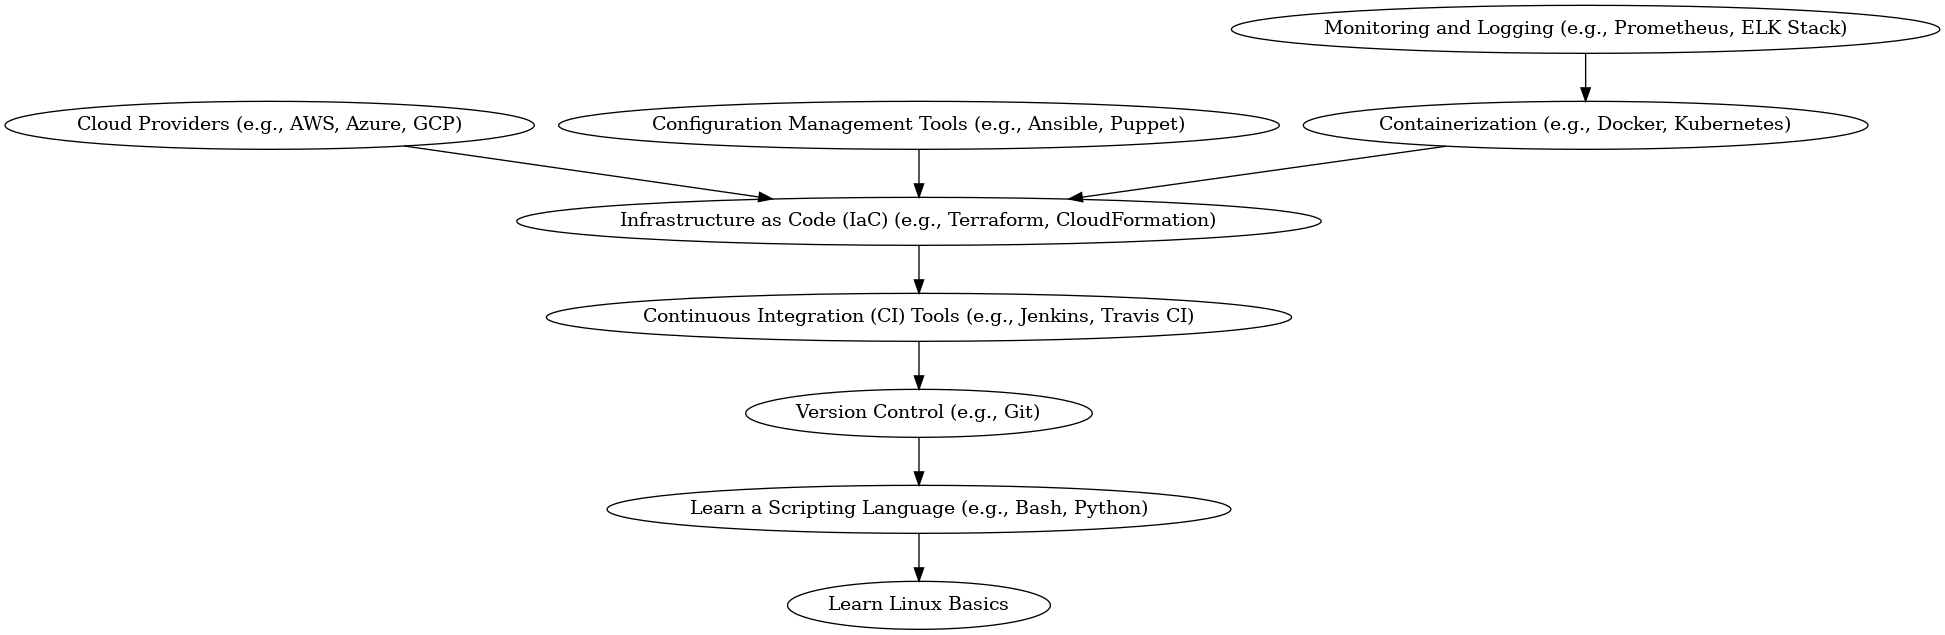 Monitoring and Logging (e.g., Prometheus, ELK Stack)
Cloud Providers (e.g., AWS, Azure, GCP)
Configuration Management Tools (e.g., Ansible, Puppet)
Containerization (e.g., Docker, Kubernetes)
Infrastructure as Code (IaC) (e.g., Terraform, CloudFormation)
Continuous Integration (CI) Tools (e.g., Jenkins, Travis CI)
Version Control (e.g., Git)
Learn a Scripting Language (e.g., Bash, Python)
Learn Linux Basics